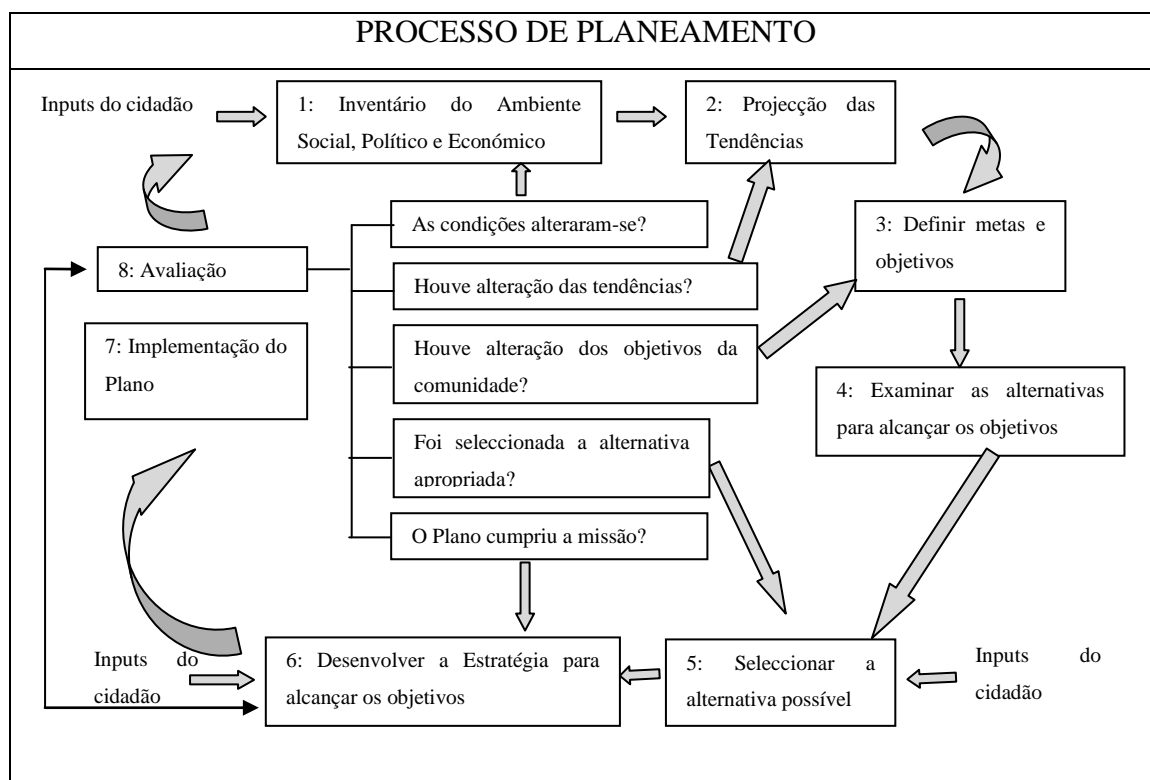 PROCESSO DE PLANEAMENTO
Inputs do cidadão
1: Inventário do Ambiente
Social, Político e Económico
2: Projecção das
Tendências
As condições alteraram-se?
3: Definir metas e
objetivos
8: Avaliação
Houve alteração das tendências?
7: Implementação do
Plano
Houve alteração dos objetivos da
comunidade?
4: Examinar as alternativas
para alcançar os objetivos
Foi seleccionada a alternativa
apropriada?
O Plano cumpriu a missão?
Inputs do
cidadão
6: Desenvolver a Estratégia para
alcançar os objetivos
5: Seleccionar a
alternativa possível
Inputs do
cidadão